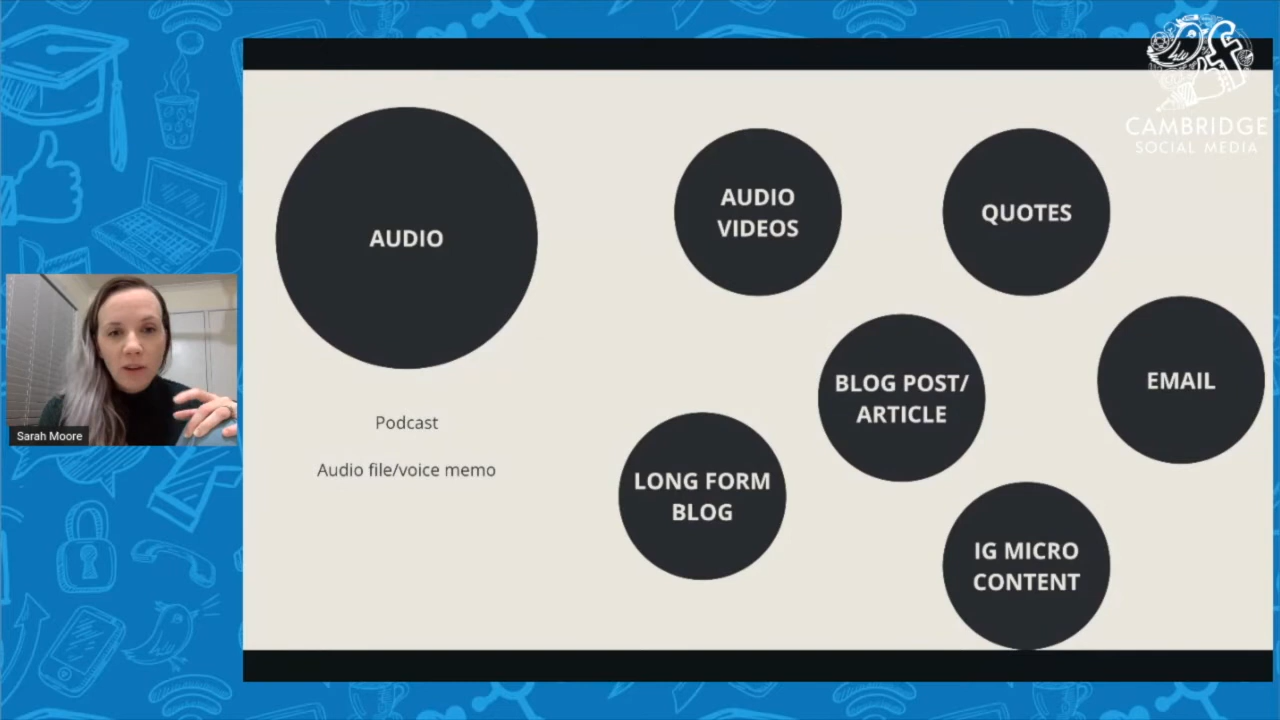 CAMBRIDGE
SOCIAL MEDIA
AUDIO
Podcast
Audio file/voice memo
AUDIO
VIDEOS
QUOTES
BLOG POST/
ARTICLE
EMAIL
LONG FORM
BLOG
IG MICRO
CONTENT
Sarah Moore